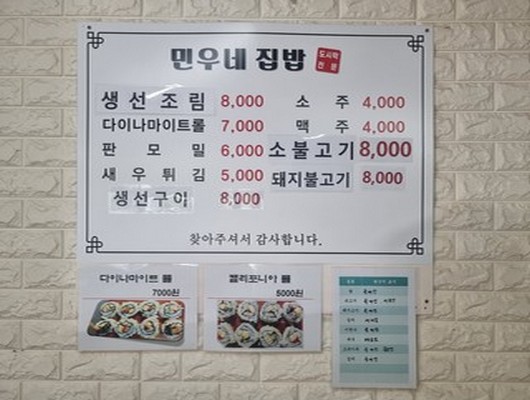 민우네 집밥
도시락
전문
생선조림 8,000
다이나마이트롤 7,000
판모밀 6,000
새우튀김 5,000
생선구이 8,000
소주 4,000
맥주 4,000
소불고기 8,000
돼지불고기 8,000
찾아주셔서 감사합니다.
다이나마이트 롤
7000원
캘리포니아 롤
5000원